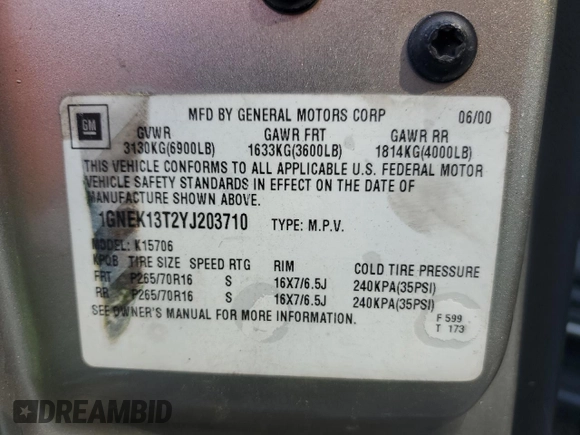 GM
MFD BY GENERAL MOTORS CORP 06/00
GVWR GAWR FRT GAWR RR
3130KG(6900LB) 1633KG(3600LB) 1814KG(4000LB)
THIS VEHICLE CONFORMS TO ALL APPLICABLE U.S. FEDERAL MOTOR
VEHICLE SAFETY STANDARDS IN EFFECT ON THE DATE OF
MANUFACTURE SHOWN ABOVE.
1GNEK13T2YJ203710 TYPE: M.P.V.
MODEL: K15706
KPQB TIRE SIZE SPEED RTG RIM COLD TIRE PRESSURE
FRT P265/70R16 S 16X7/6.5J 240KPA(35PSI)
RR P265/70R16 S 16X7/6.5J 240KPA(35PSI)
SEE OWNER'S MANUAL FOR MORE INFORMATION.
F 599
T 173
DREAMBID